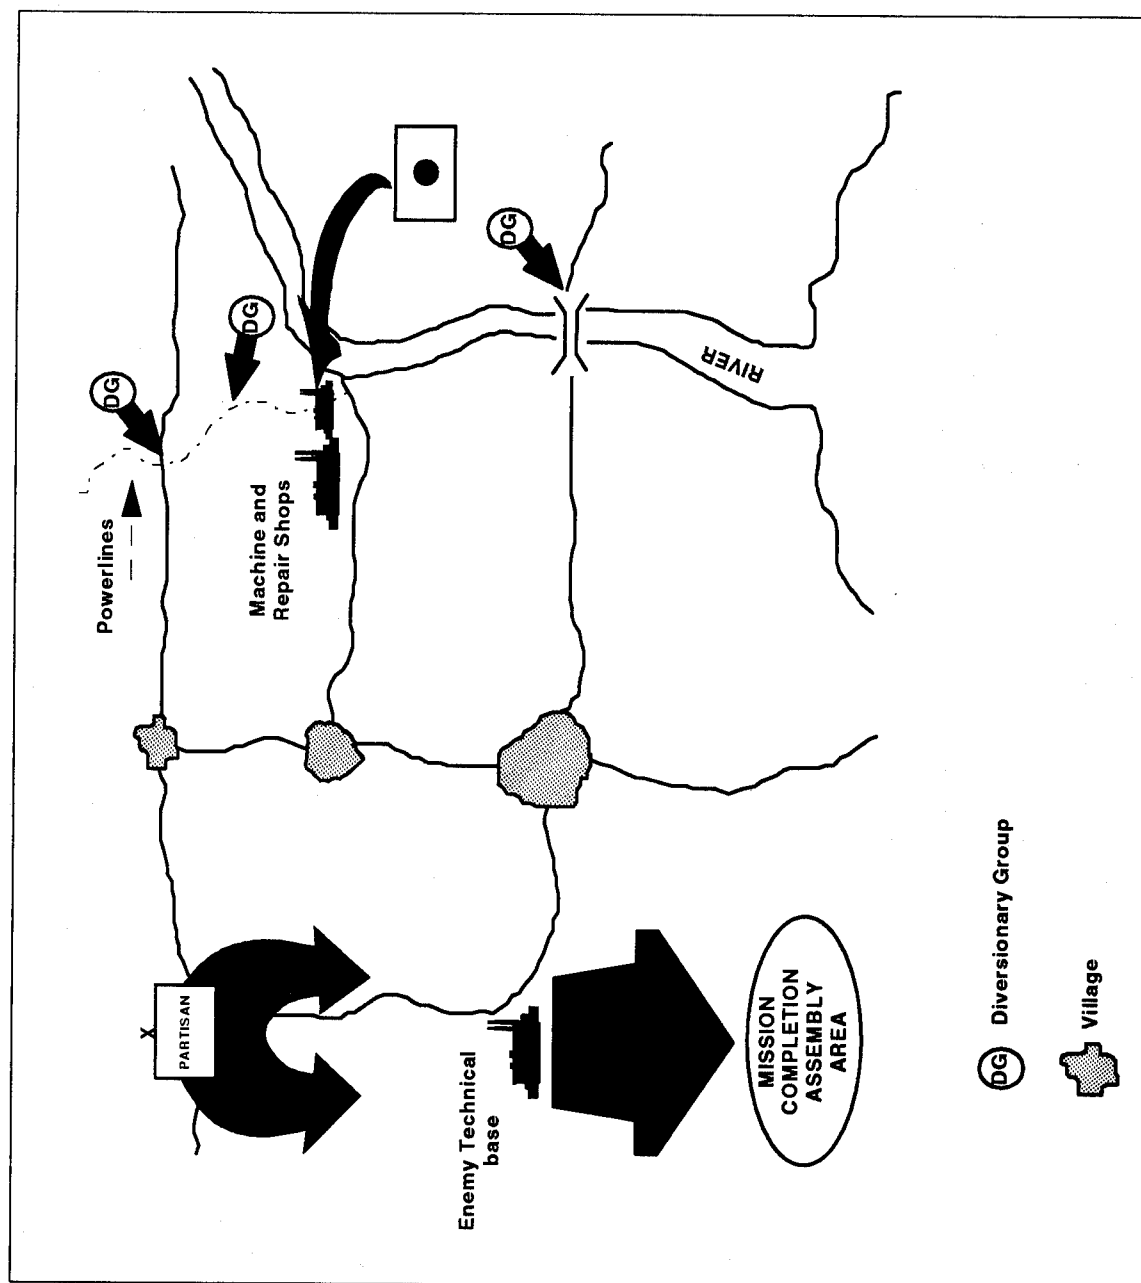 PARTISAN
X
DG
Powerlines
DG
Machine and
Repair Shops
DG
RIVER
Enemy Technical
base
MISSION
COMPLETION
ASSEMBLY
AREA
DG Diversionary Group
Village